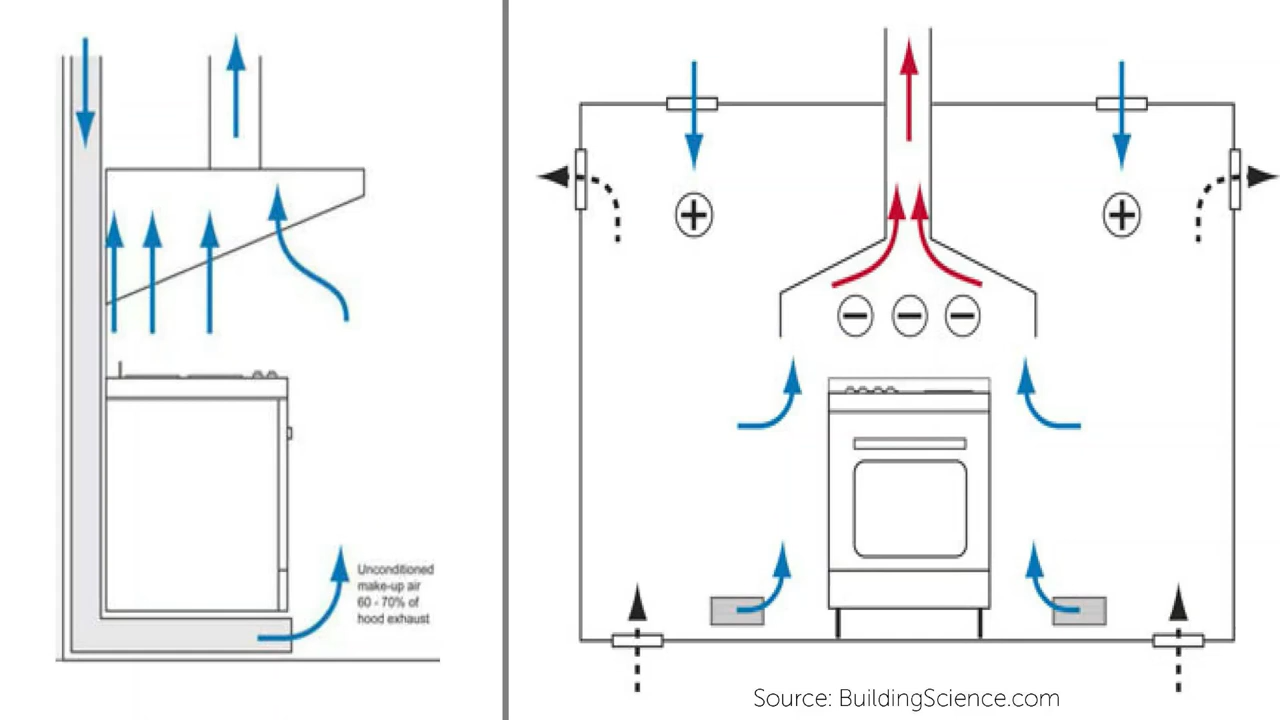 Unconditioned
make-up air
60 - 70% of
hood exhaust
Source: BuildingScience.com